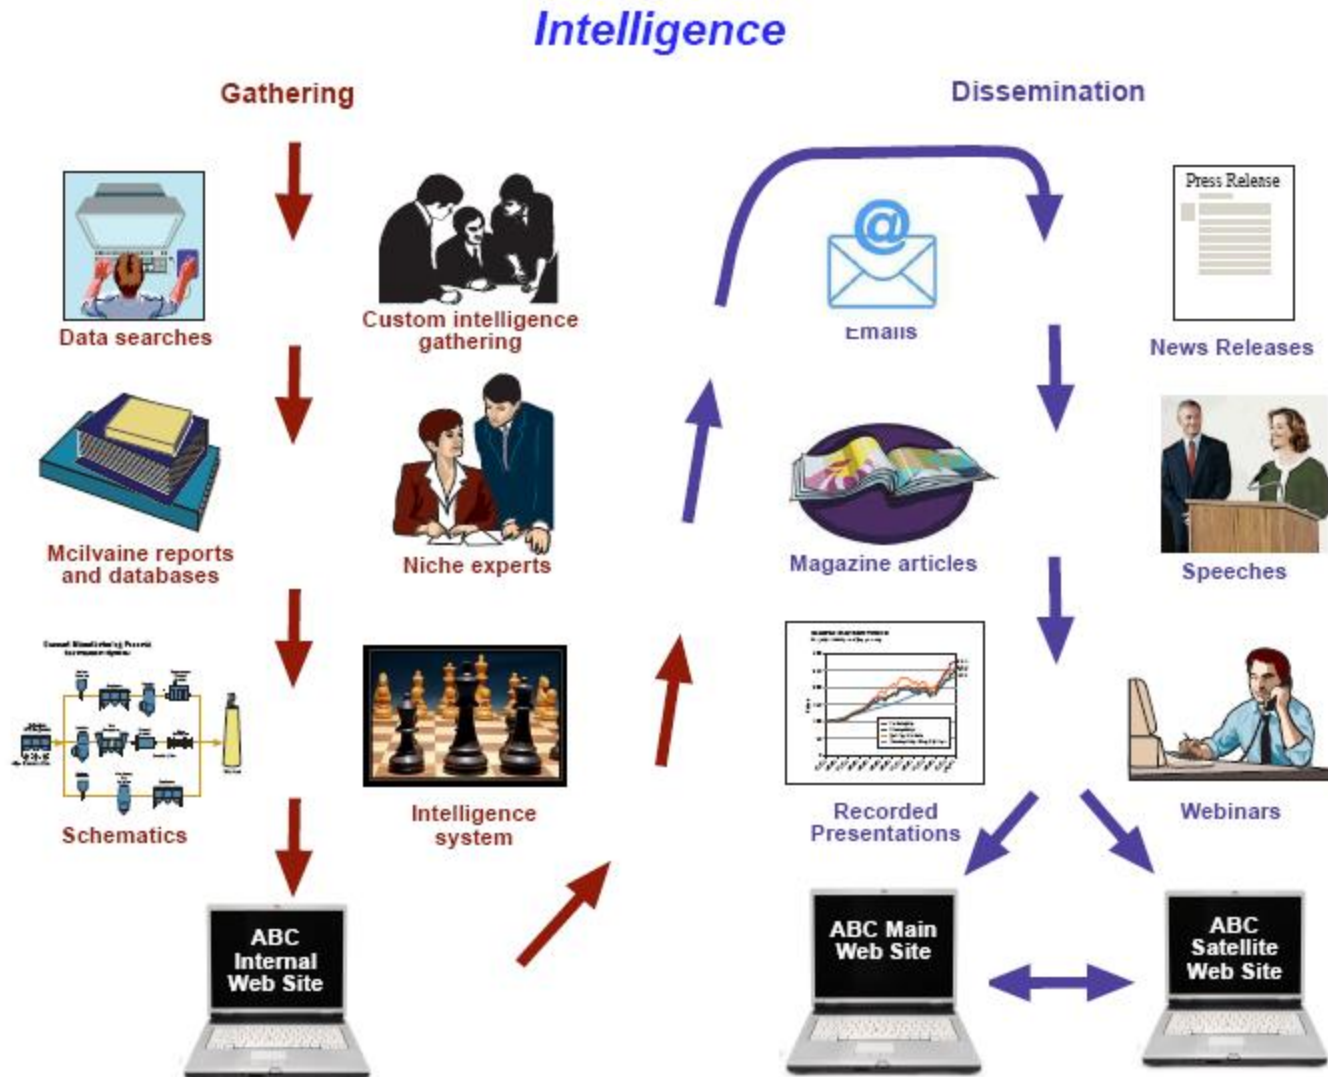 Intelligence
Gathering
Dissemination
Press Release
Data searches
Custom intelligence
gathering
Emails
News Releases
Mcilvaine reports
and databases
Niche experts
Magazine articles
Speeches
Schematics
Intelligence
system
Recorded
Presentations
Webinars
ABC
Internal
Web Site
ABC Main
Web Site
ABC
Satellite
Web Site